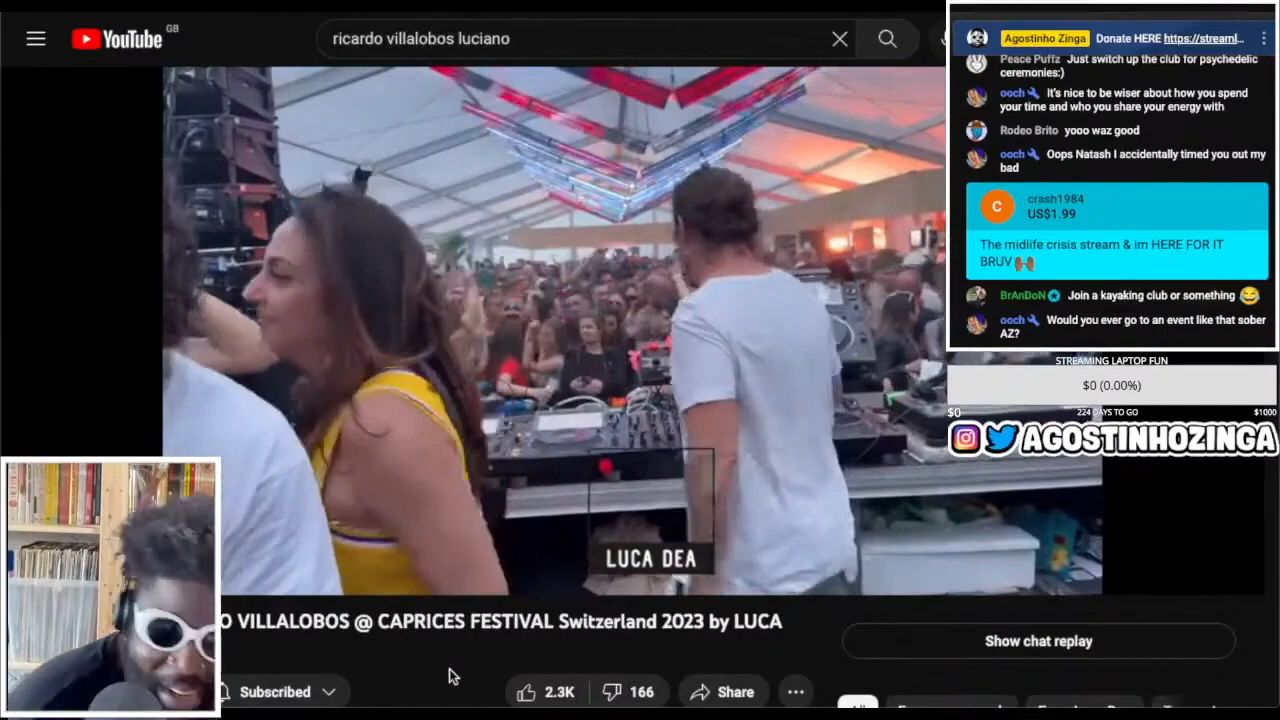 YouTube GB
ricardo villalobos luciano
Agostinho Zinga Donate HERE https://streaml...
Peace Puffz Just switch up the club for psychedelic
ceremonies:)
ooch It's nice to be wiser about how you spend
your time and who you share your energy with
Rodeo Brito yooo waz good
ooch Oops Natash I accidentally timed you out my
bad
C
crash1984
US$1.99
The midlife crisis stream & im HERE FOR IT
BRUV
BrAnDoN Join a kayaking club or something
ooch Would you ever go to an event like that sober
AZ?
STREAMING LAPTOP FUN
$0 (0.00%)
$0 224 DAYS TO GO $1000
AGOSTINHOZINGA
LUCA DEA
O VILLALOBOS @ CAPRICES FESTIVAL Switzerland 2023 by LUCA
Show chat replay
Subscribed
2.3K
166
Share